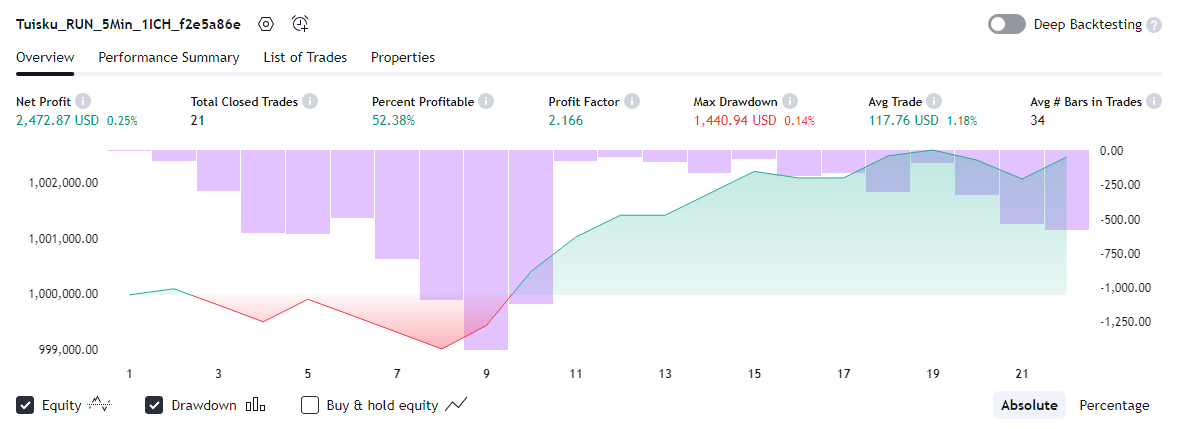 Tuisku_RUN_5Min_1ICH_f2e5a86e
Deep Backtesting ?
Overview Performance Summary List of Trades Properties
Net Profit Total Closed Trades Percent Profitable Profit Factor Max Drawdown Avg Trade Avg # Bars in Trades
2,472.87 USD 0.25% 21 52.38% 2.166 1,440.94 USD 0.14% 117.76 USD 1.18% 34
0.00
1,002,000.00
-250.00
-500.00
1,001,000.00
-750.00
1,000,000.00
-1,000.00
-1,250.00
999,000.00
1 3 5 7 9 11 13 15 17 19 21
Equity Drawdown Buy & hold equity Absolute Percentage